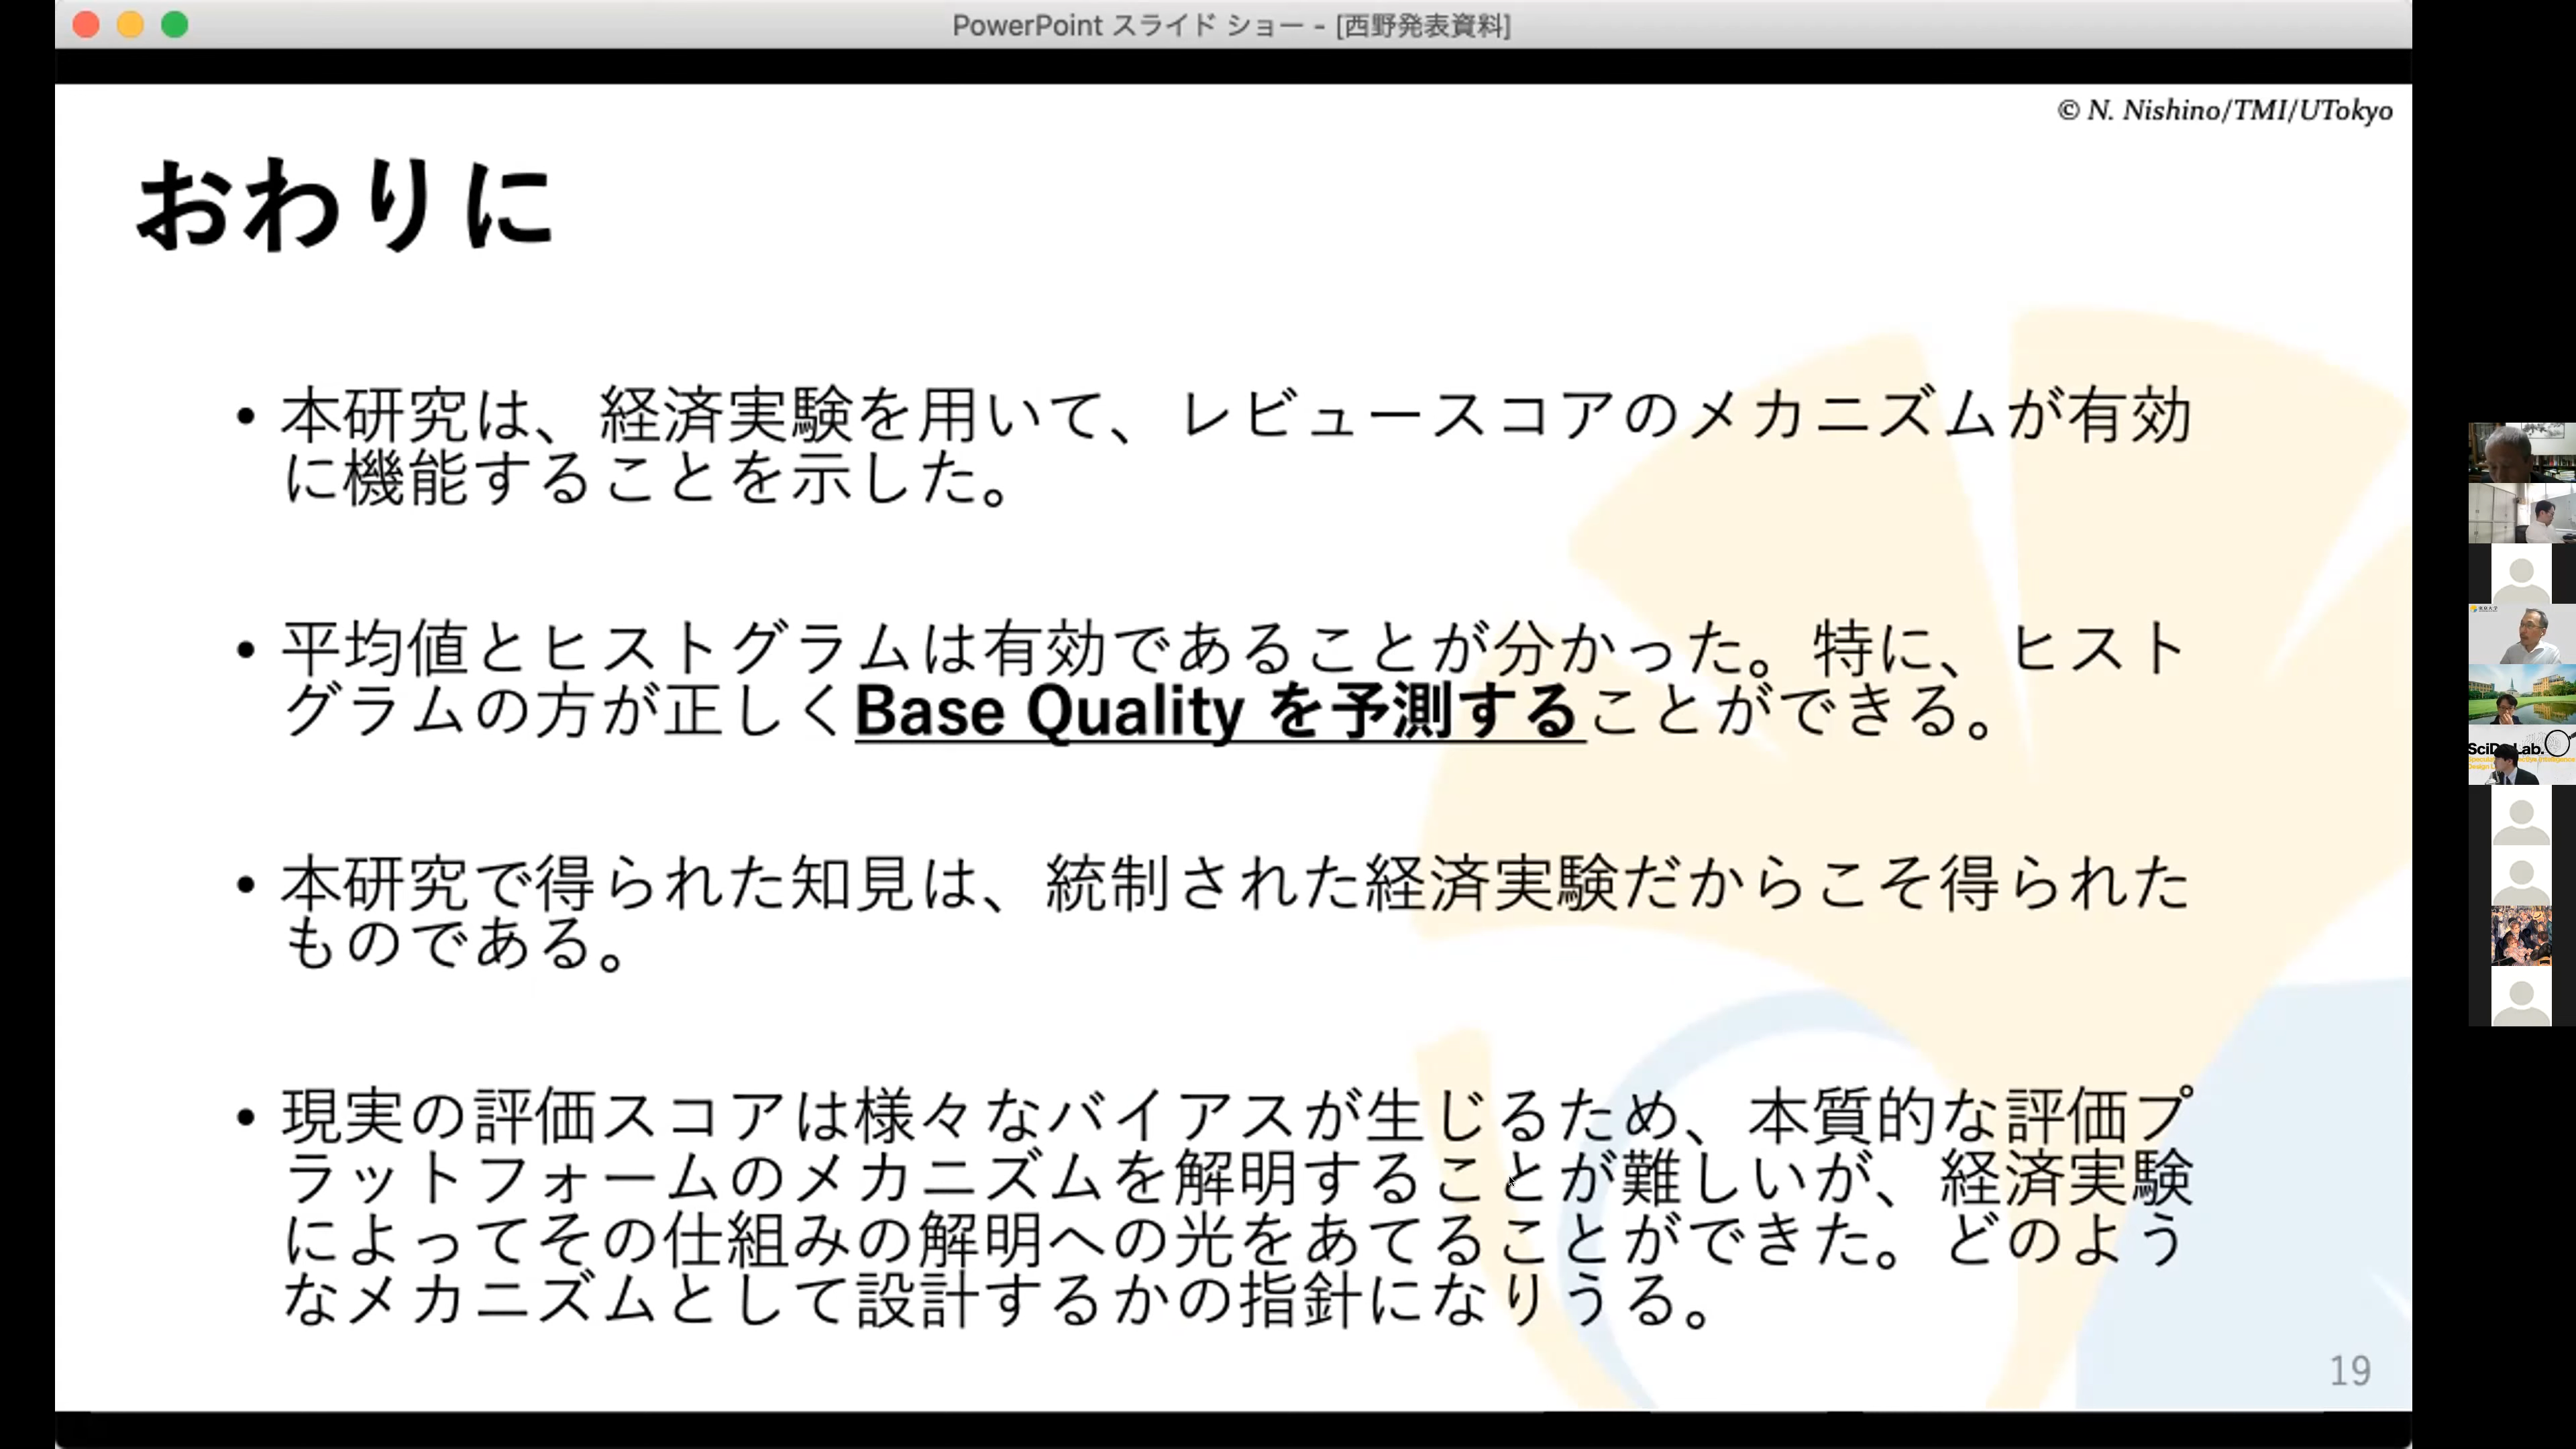 PowerPoint スライド ショー - [西野発表資料]
© N. Nishino/TMI/UTokyo
おわりに
• 本研究は、経済実験を用いて、レビュースコアのメカニズムが有効
に機能することを示した。
• 平均値とヒストグラムは有効であることが分かった。特に、ヒスト
グラムの方が正しくBase Quality を予測することができる。
• 本研究で得られた知見は、統制された経済実験だからこそ得られた
ものである。
• 現実の評価スコアは様々なバイアスが生じるため、本質的な評価プ
ラットフォームのメカニズムを解明することが難しいが、経済実験
によってその仕組みの解明への光をあてることができた。どのよう
なメカニズムとして設計するかの指針になりうる。
19